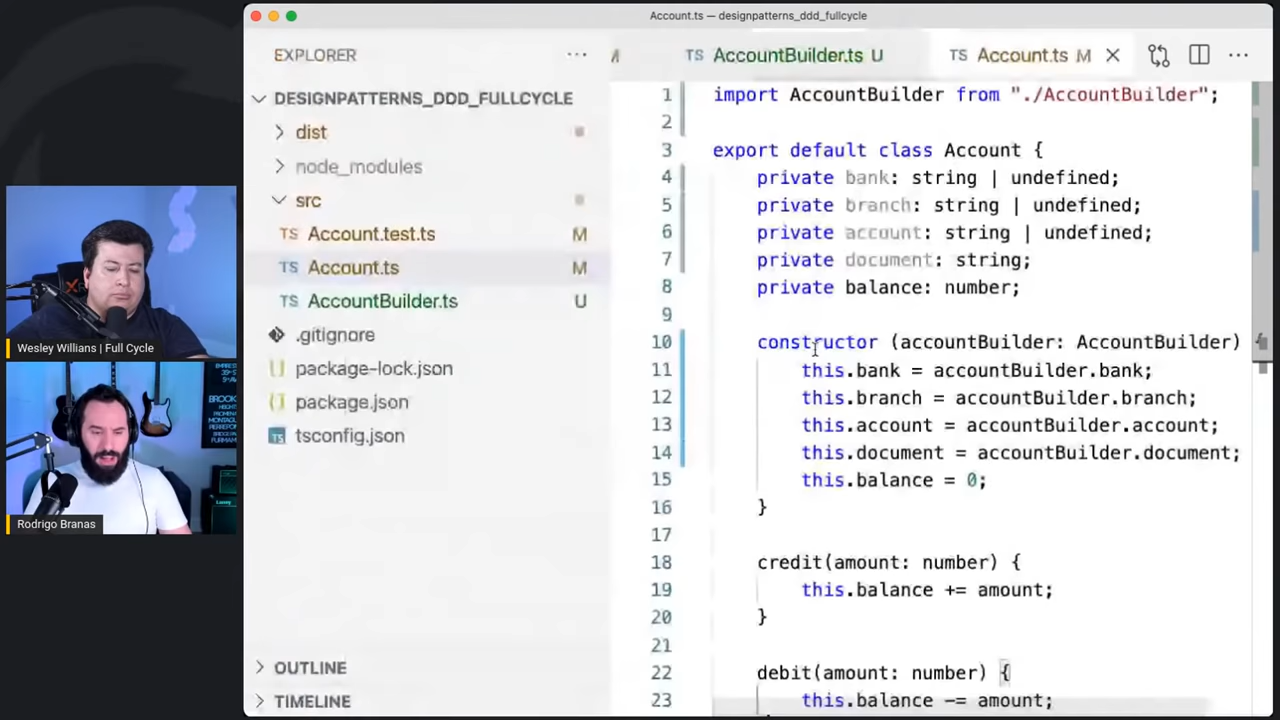 Account.ts — designpatterns_ddd_fullcycle
EXPLORER
DESIGNPATTERNS_DDD_FULLCYCLE
dist
node_modules
src
TS Account.test.ts M
TS Account.ts M
TS AccountBuilder.ts U
.gitignore
package-lock.json
package.json
tsconfig.json
OUTLINE
TIMELINE
TS AccountBuilder.ts U
TS Account.ts M
1 import AccountBuilder from "./AccountBuilder";
2
3 export default class Account {
4 private bank: string | undefined;
5 private branch: string | undefined;
6 private account: string | undefined;
7 private document: string;
8 private balance: number;
9
10 constructor (accountBuilder: AccountBuilder) {
11 this.bank = accountBuilder.bank;
12 this.branch = accountBuilder.branch;
13 this.account = accountBuilder.account;
14 this.document = accountBuilder.document;
15 this.balance = 0;
16 }
17
18 credit(amount: number) {
19 this.balance += amount;
20 }
21
22 debit(amount: number) {
23 this.balance -= amount;
Wesley Willians | Full Cycle
Rodrigo Branas